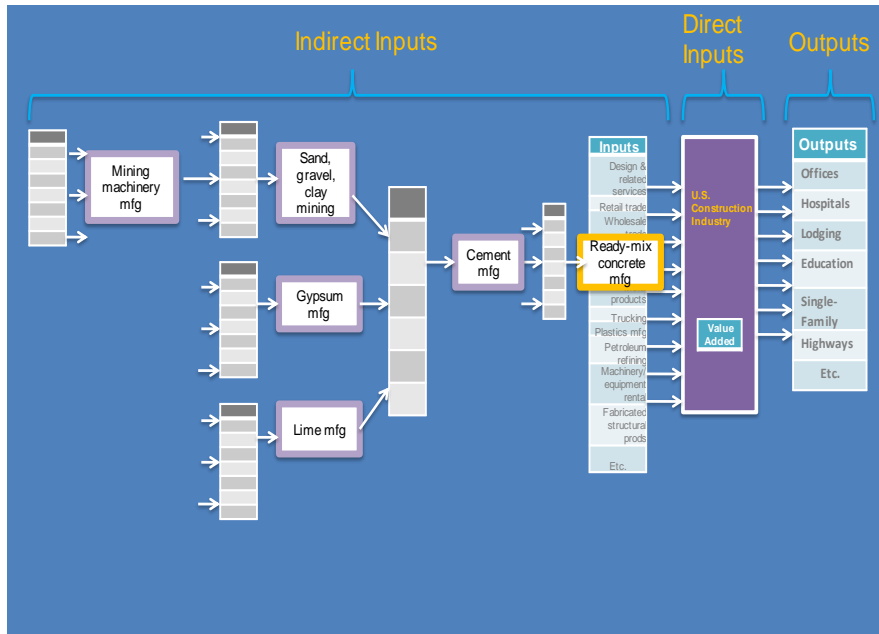 Indirect Inputs
Direct
Inputs
Outputs
Mining
machinery
mfg
Sand,
gravel,
clay
mining
Gypsum
mfg
Lime mfg
Cement
mfg
Inputs
Design &
related
services
Retail trade
Wholesale
trade
Ready-mix
concrete
mfg
products
Trucking
Plastics mfg
Petroleum
refining
Machinery/
equipment
renta
Fabricated
structural
prods
Etc.
U.S.
Construction
Industry
Value
Added
Outputs
Offices
Hospitals
Lodging
Education
Single-
Family
Highways
Etc.